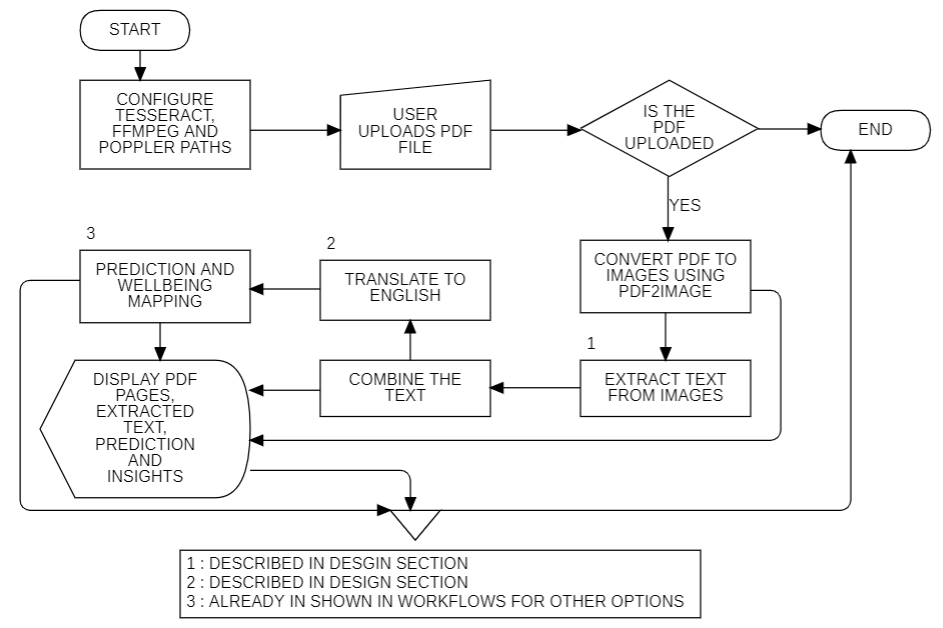 START
CONFIGURE
TESSERACT,
FFMPEG AND
POPPLER PATHS
USER
UPLOADS PDF
FILE
IS THE
PDF
UPLOADED
END
YES
3
PREDICTION AND
WELLBEING
MAPPING
2
TRANSLATE TO
ENGLISH
CONVERT PDF TO
IMAGES USING
PDF2IMAGE
1
EXTRACT TEXT
FROM IMAGES
COMBINE THE
TEXT
DISPLAY PDF
PAGES,
EXTRACTED
TEXT,
PREDICTION
AND
INSIGHTS
1 : DESCRIBED IN DESGIN SECTION
2 : DESCRIBED IN DESIGN SECTION
3 : ALREADY IN SHOWN IN WORKFLOWS FOR OTHER OPTIONS